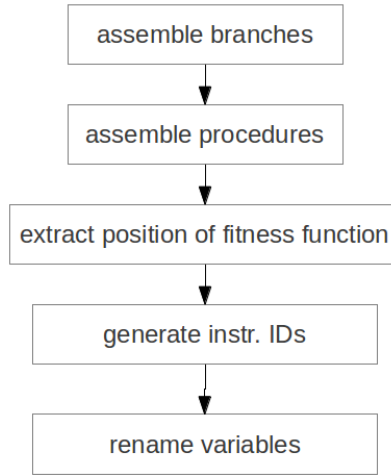 assemble branches
assemble procedures
extract position of fitness function
generate instr. IDs
rename variables